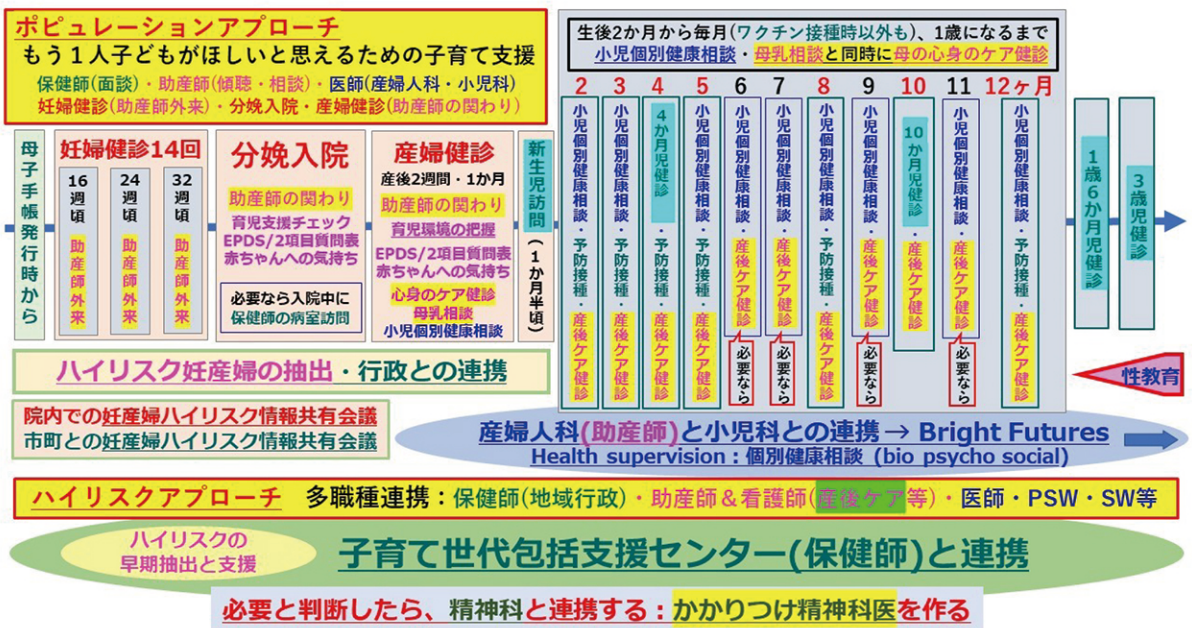 ポピュレーションアプローチ
もう1人子どもがほしいと思えるための子育て支援
保健師(面談)・助産師(傾聴・相談)・医師(産婦人科・小児科)
妊婦健診(助産師外来)・分娩入院・産婦健診(助産師の関わり)
母子手帳発行時から
妊婦健診14回
16週頃
助産師外来
24週頃
助産師外来
32週頃
助産師外来
分娩入院
助産師の関わり
育児支援チェック
EPDS/2項目質問表
赤ちゃんへの気持ち
必要なら入院中に
保健師の病室訪問
産婦健診
産後2週間・1か月
助産師の関わり
育児環境の把握
EPDS/2項目質問表
赤ちゃんへの気持ち
心身のケア健診
母乳相談
小児個別健康相談
新生児訪問
(1か月半頃)
生後2か月から毎月(ワクチン接種時以外も)、1歳になるまで
小児個別健康相談・母乳相談と同時に母の心身のケア健診
2 3 4 5 6 7 8 9 10 11 12ヶ月
小児個別健康相談・予防接種・産後ケア健診
小児個別健康相談・予防接種・産後ケア健診
4か月児健診・予防接種・産後ケア健診
小児個別健康相談・予防接種・産後ケア健診
小児個別健康相談・産後ケア健診
必要なら
小児個別健康相談・産後ケア健診
必要なら
小児個別健康相談・予防接種・産後ケア健診
小児個別健康相談・産後ケア健診
必要なら
10か月児健診・産後ケア健診
小児個別健康相談・産後ケア健診
必要なら
小児個別健康相談・予防接種・産後ケア健診
1歳6か月児健診
3歳児健診
性教育
ハイリスク妊産婦の抽出・行政との連携
院内での妊産婦ハイリスク情報共有会議
市町との妊産婦ハイリスク情報共有会議
産婦人科(助産師)と小児科との連携→ Bright Futures
Health supervision：個別健康相談 (bio psycho social)
ハイリスクアプローチ 多職種連携：保健師(地域行政)・助産師＆看護師(産後ケア等)・医師・PSW・SW等
ハイリスクの
早期抽出と支援
子育て世代包括支援センター(保健師)と連携
必要と判断したら、精神科と連携する：かかりつけ精神科医を作る